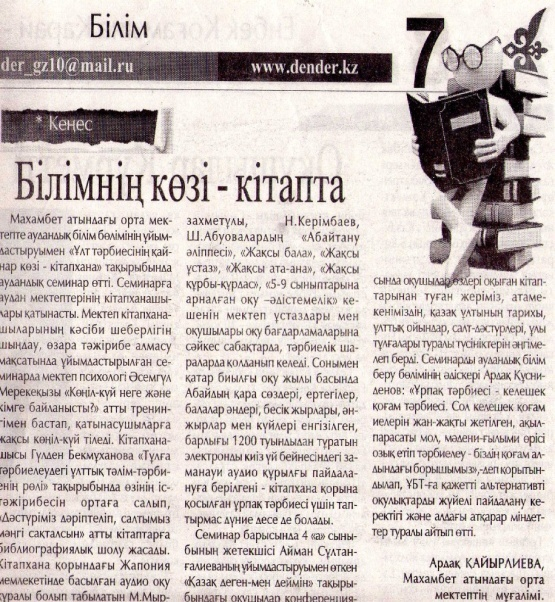 Білім
der_gz10@mail.ru
www.dender.kz
7
* Кеңес
Білімнің көзі - кітапта
Махамбет атындағы орта мек-
тепте аудандық білім бөлімінің ұйым-
дастыруымен «Ұлт тәрбиесінің қай-
нар көзі - кітапхана» тақырыбында
аудандық семинар өтті. Семинарға
аудан мектептерінің кітапханашы-
лары қатынасты. Мектеп кітапхана-
шыларының кәсіби шеберлігін
шыңдау, өзара тәжірибе алмасу
мақсатында ұйымдастырылған се-
минарда мектеп психологі Әсемгүл
Мерекеқызы «Көңіл-күй неге және
кімге байланысты?» атты тренин-
гімен бастап, қатынасушыларға
жақсы көңіл-күй тіледі. Кітапхана-
шысы Гүлден Бекмуханова «Тұлға
тәрбиелеудегі ұлттық тәлім-тәрби-
енің рөлі» тақырыбында өзінің іс-
тәжірибесін ортаға салып,
«Дәстүріміз дәріптеліп, салтымыз
мәңгі сақталсын» атты кітаптарға
библиографиялық шолу жасады.
Кітапхана қорындағы Жапония
мемлекетінде басылған аудио оқу
құралы болып табылатын М.Мыр-
захметұлы, Н.Керімбаев,
Ш.Абуовалардың «Абайтану
әліппесі», «Жақсы бала», «Жақсы
ұстаз», «Жақсы ата-ана», «Жақсы
құрбы-құрдас», «5-9 сыныптарына
арналған оқу –әдістемелік» ке-
шенін мектеп ұстаздары мен
оқушылары оқу бағдарламаларына
сәйкес сабақтарда, тәрбиелік ша-
раларда қолданып келеді. Сонымен
қатар биылғы оқу жылы басында
Абайдың қара сөздері, ертегілер,
балалар әндері, бесік жырлары, ән-
жырлар мен күйлері енгізілген,
барлығы 1200 туындыдан тұратын
электронды киіз үй бейнесіндегі за-
манауи аудио құрылғы пайдала-
нуға берілгені - кітапхана қорына
қосылған ұрпақ тәрбиесі үшін тап-
тырмас дүние десе де болады.
Семинар барысында 4 «а» сыны-
бының жетекшісі Айман Сұлтан-
ғалиеваның ұйымдастыруымен өткен
«Қазақ деген-мен деймін» тақыры-
бындағы оқушылар конференция-
сында оқушылар өздері оқыған кітап-
тарынан туған жеріміз, атаме-
кеніміздің, қазақ ұлтының тарихы,
ұлттық ойындар, салт-дәстүрлері, ұлы
тұлғалары туралы түсініктерін әңгіме-
леп берді. Семинарды аудандық білім
беру бөлімінің әдіскері Ардақ Қусни-
денов: «Ұрпақ тәрбиесі - келешек
қоғам тәрбиесі. Сол келешек қоғам
иелерін жан-жақты жетілген, ақыл-
парасаты мол, мәдени-ғылыми өрісі
озық етіп тәрбиелеу - біздің қоғам ал-
дындағы борышымыз»,-деп қорытын-
дылап, ҰБТ-ға қажетті альтернативті
оқулықтарды жүйелі пайдалану ке-
ректігі және алдағы атқарар міндет-
тер туралы айтып өтті.
Ардақ ҚАЙЫРЛИЕВА,
Махамбет атындағы орта
мектептің мұғалімі.